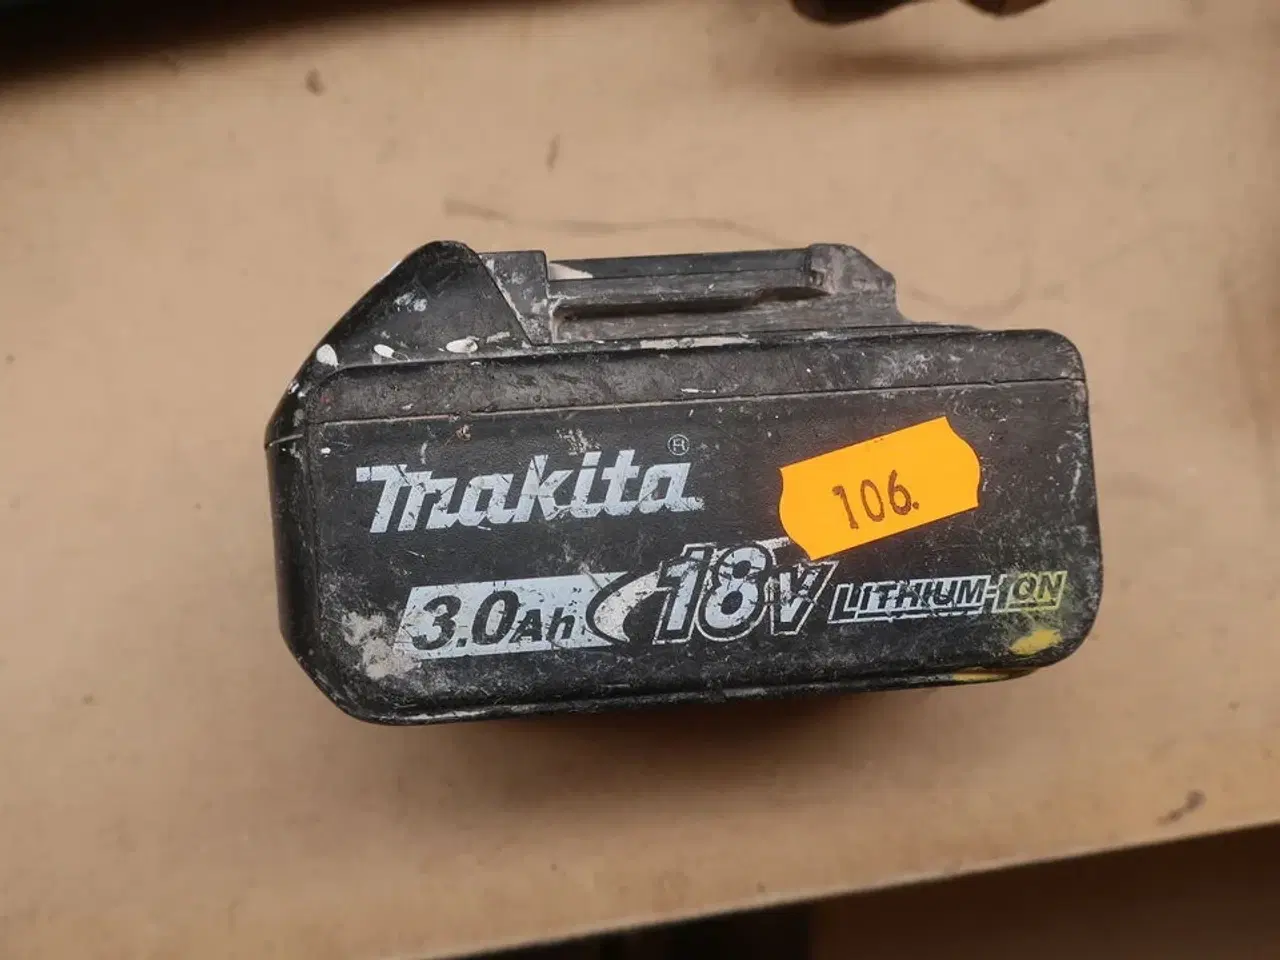 makita®
106.
3.0Ah 18V LITHIUM-ION